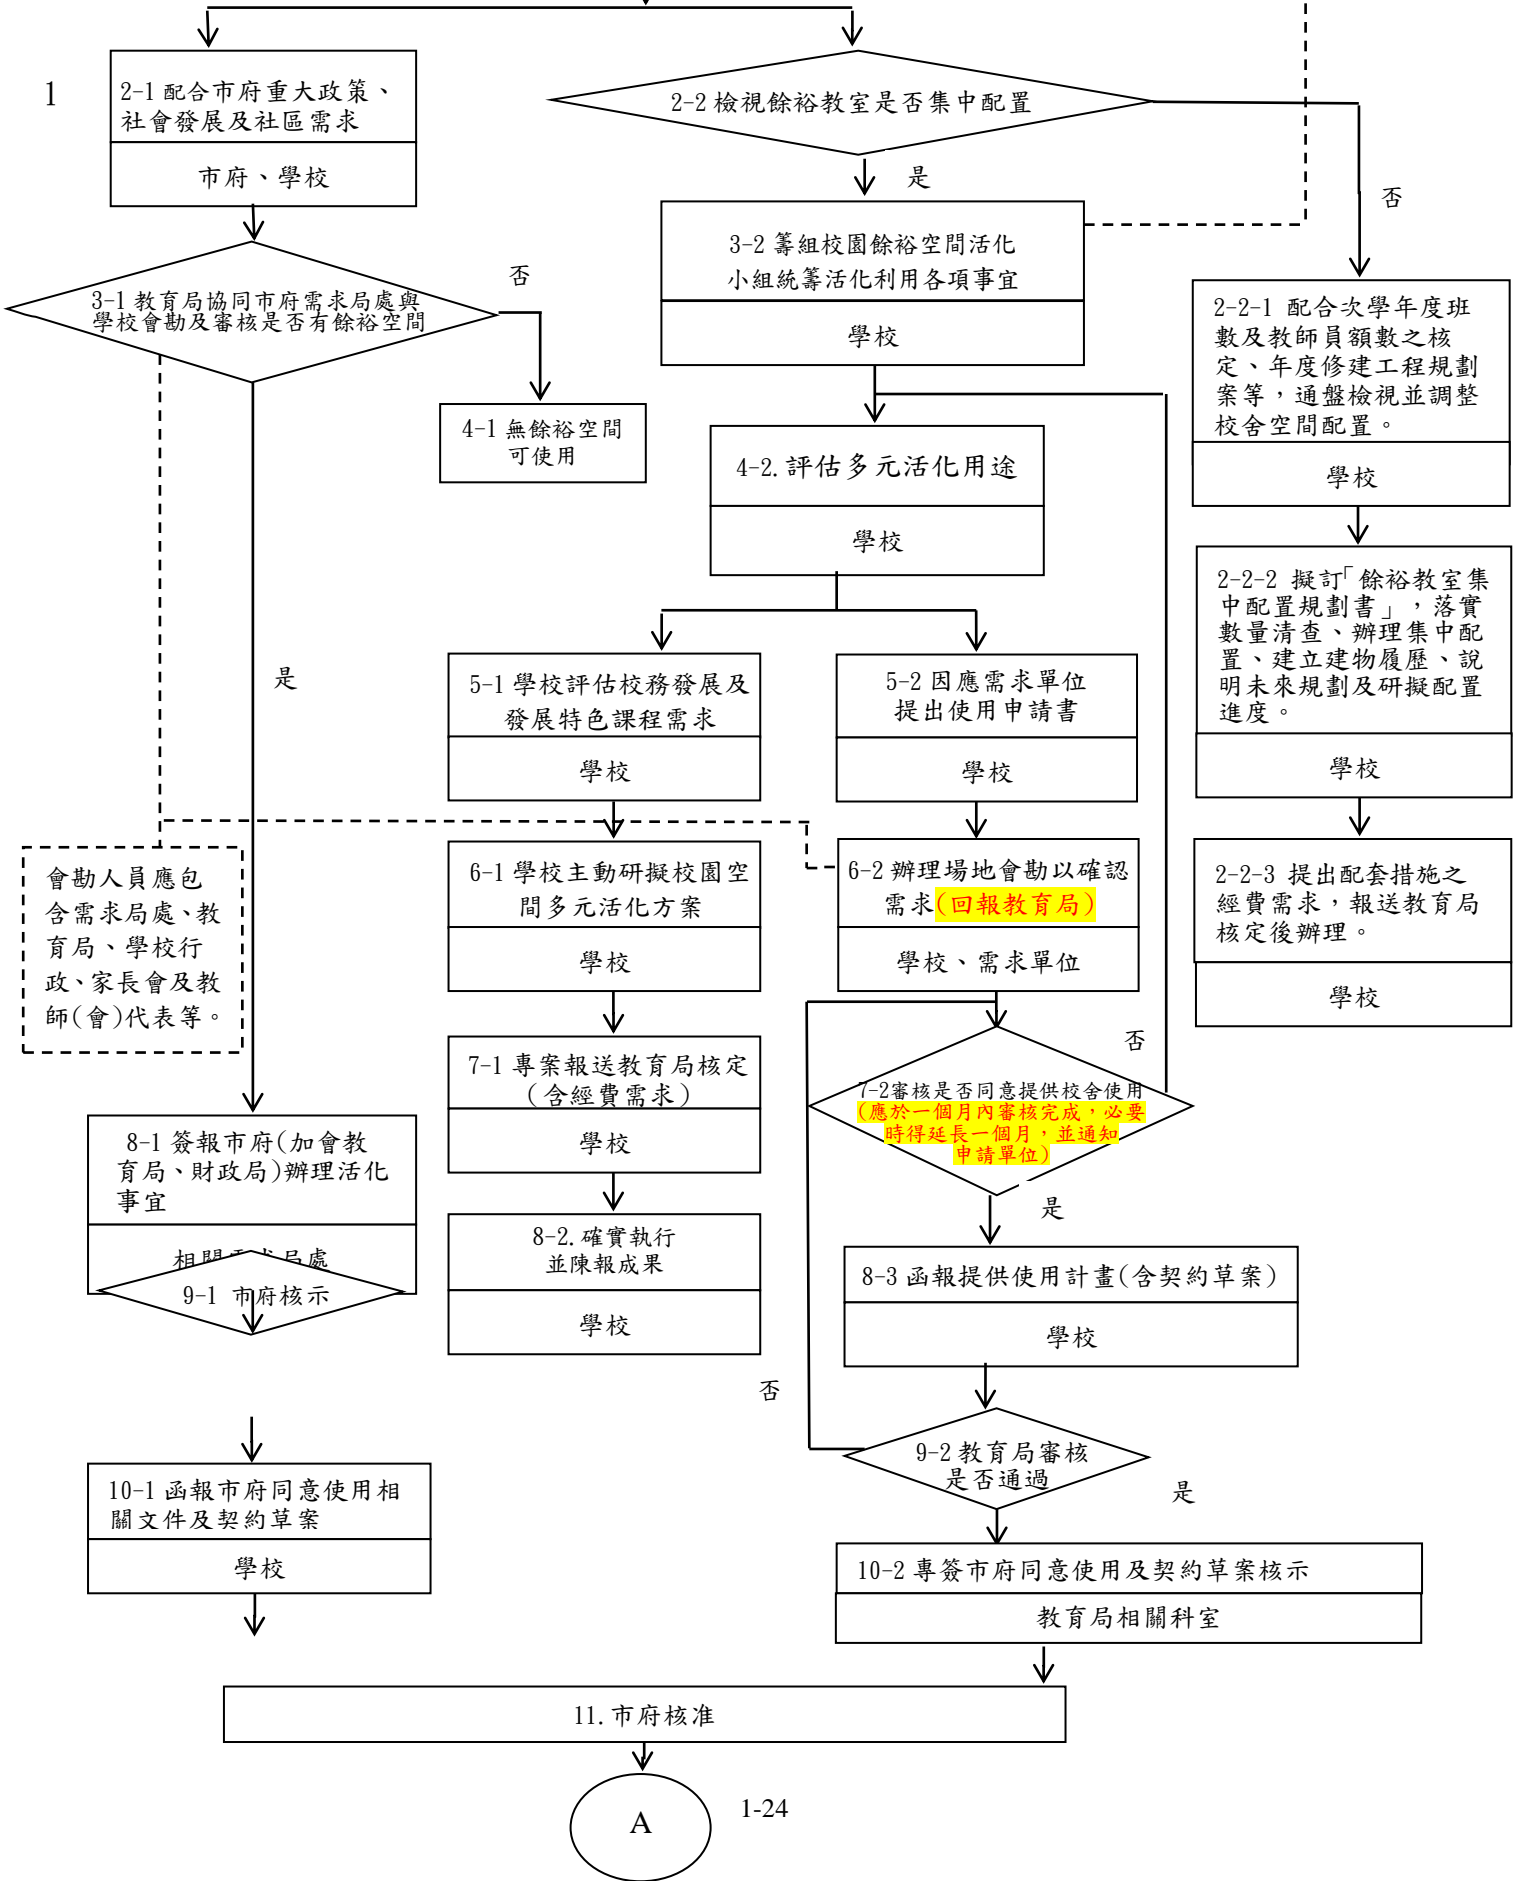 1
2-1配合市府重大政策、
社會發展及社區需求
市府、學校
2-2檢視餘裕教室是否集中配置
是
否
3-1教育局協同市府需求局處與
學校會勘及審核是否有餘裕空間
否
是
3-2籌組校園餘裕空間活化
小組統籌活化利用各項事宜
學校
2-2-1 配合次學年度班
數及教師員額數之核
定、年度修建工程規劃
案等，通盤檢視並調整
校舍空間配置。
學校
4-1無餘裕空間
可使用
4-2.評估多元活化用途
學校
2-2-2 擬訂「餘裕教室集
中配置規劃書」，落實
數量清查、辦理集中配
置、建立建物履歷、說
明未來規劃及研擬配置
進度。
學校
5-1學校評估校務發展及
發展特色課程需求
學校
5-2因應需求單位
提出使用申請書
學校
會勘人員應包
含需求局處、教
育局、學校行
政、家長會及教
師(會)代表等。
6-1學校主動研擬校園空
間多元活化方案
學校
6-2辦理場地會勘以確認
需求(回報教育局)
學校、需求單位
2-2-3 提出配套措施之
經費需求，報送教育局
核定後辦理。
學校
7-1專案報送教育局核定
(含經費需求)
學校
否
7-2審核是否同意提供校舍使用
(應於一個月內審核完成，必要
時得延長一個月，並通知
申請單位)
是
8-1簽報市府(加會教
育局、財政局)辦理活化
事宜
相關需求局處
9-1 市府核示
8-2.確實執行
並陳報成果
學校
8-3函報提供使用計畫(含契約草案)
學校
否
9-2教育局審核
是否通過
是
10-1函報市府同意使用相
關文件及契約草案
學校
10-2專簽市府同意使用及契約草案核示
教育局相關科室
11.市府核准
A
1-24